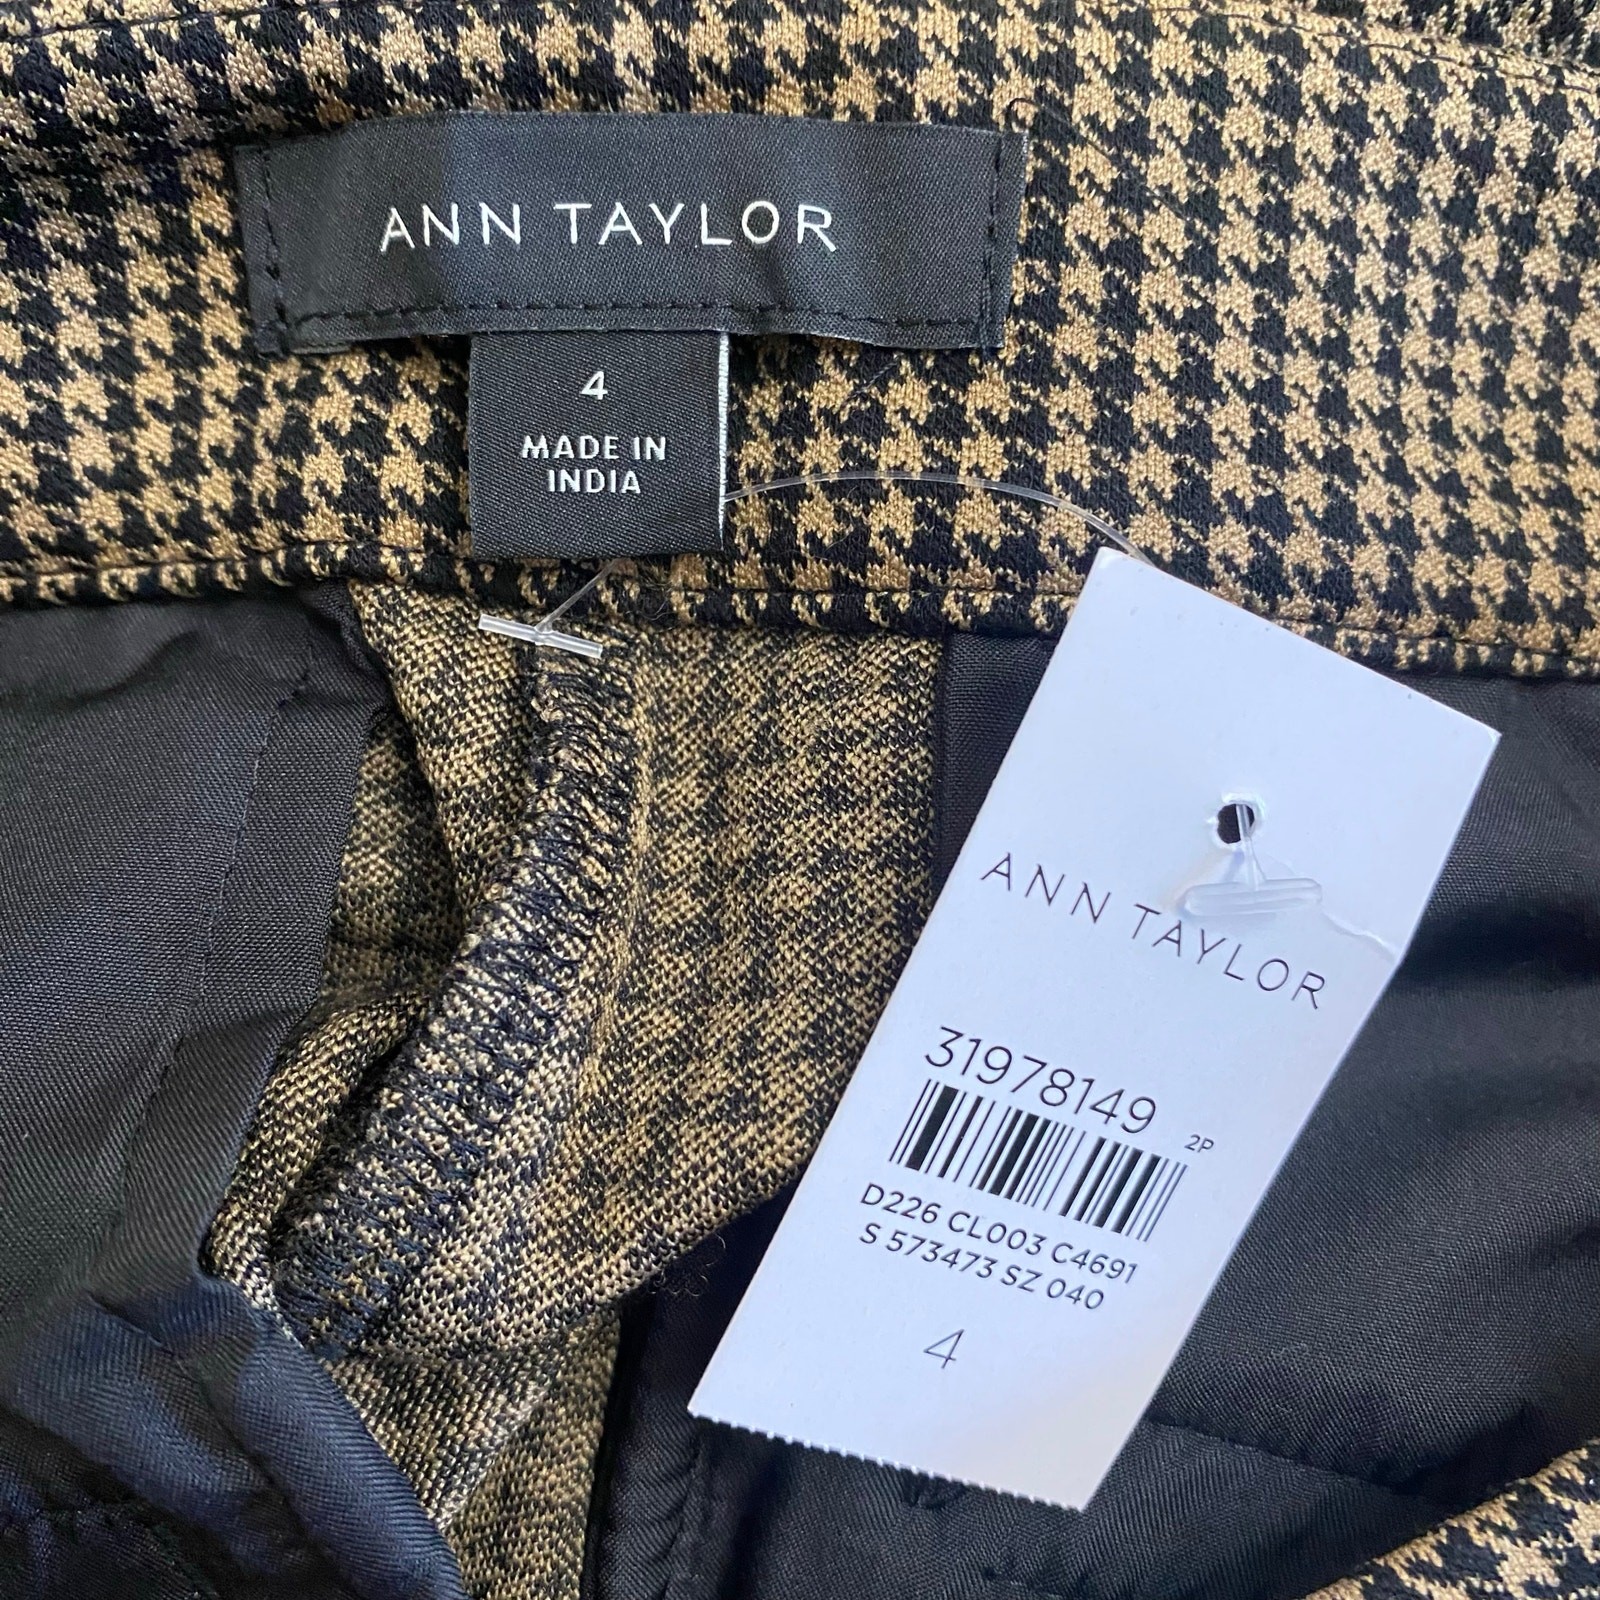 ANN TAYLOR
4
MADE IN
INDIA
ANN TAYLOR
31978149
2P
D226 CL003 C4691
S 573473 SZ 040
4